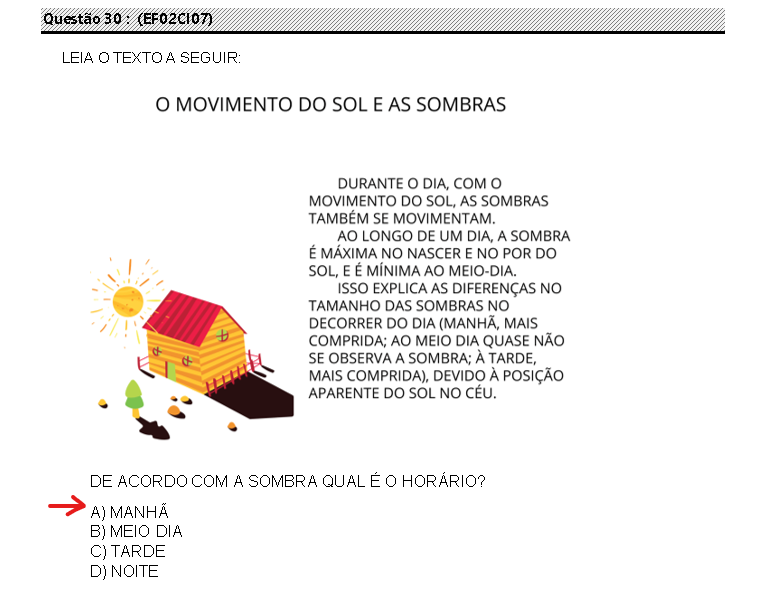 Questão 30 : (EF02CI07)
LEIA O TEXTO A SEGUIR:
O MOVIMENTO DO SOL E AS SOMBRAS
DURANTE O DIA, COM O
MOVIMENTO DO SOL, AS SOMBRAS
TAMBÉM SE MOVIMENTAM.
AO LONGO DE UM DIA, A SOMBRA
É MÁXIMA NO NASCER E NO POR DO
SOL, E É MÍNIMA AO MEIO-DIA.
ISSO EXPLICA AS DIFERENÇAS NO
TAMANHO DAS SOMBRAS NO
DECORRER DO DIA (MANHÃ, MAIS
COMPRIDA; AO MEIO DIA QUASE NÃO
SE OBSERVA A SOMBRA; À TARDE,
MAIS COMPRIDA), DEVIDO À POSIÇÃO
APARENTE DO SOL NO CÉU.
DE ACORDO COM A SOMBRA QUAL É O HORÁRIO?
A) MANHÃ
B) MEIO DIA
C) TARDE
D) NOITE